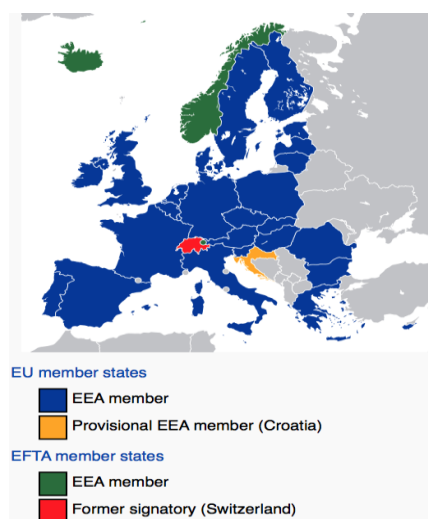 EU member states
EEA member
Provisional EEA member (Croatia)
EFTA member states
EEA member
Former signatory (Switzerland)